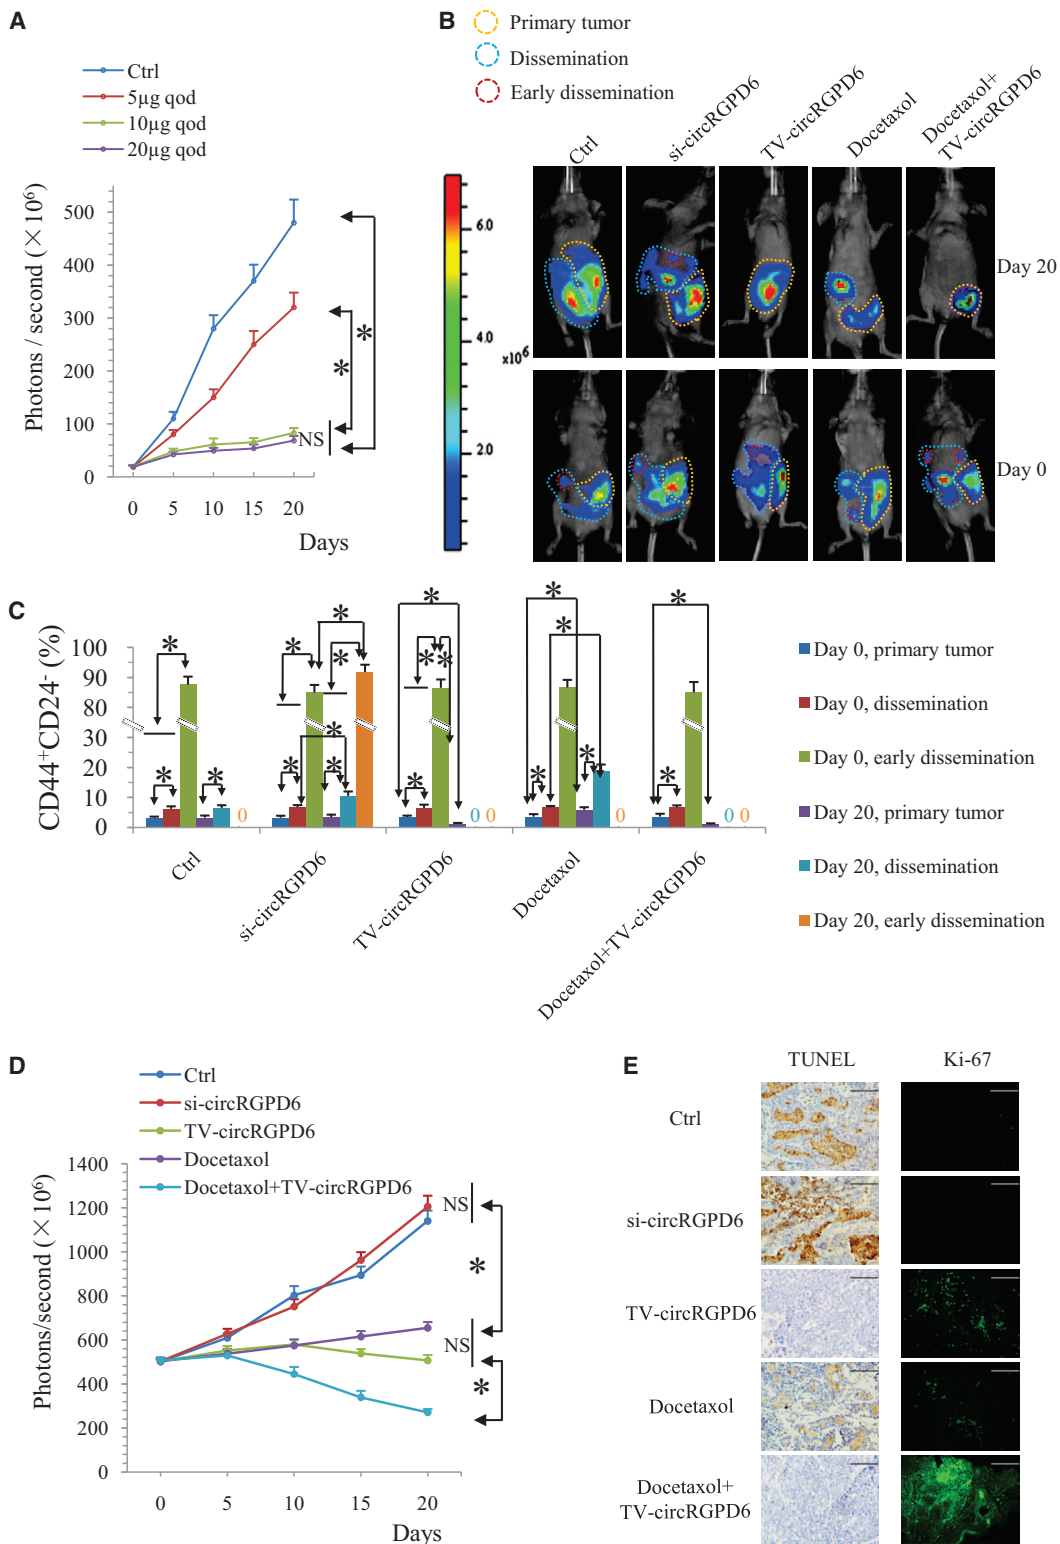 A
Ctrl
5μg qod
10μg qod
20μg qod
Photons / second (×10⁶)
500
400
300
200
100
0
0 5 10 15 20
Days
*
*
NS
B
Primary tumor
Dissemination
Early dissemination
6.0
4.0
×10⁶
2.0
Ctrl
si-circRGPD6
TV-circRGPD6
Docetaxol
Docetaxol+
TV-circRGPD6
Day 20
Day 0
C
CD44⁺CD24⁻ (%)
100
90
80
30
20
10
0
* * * 0
* * * * * *
* * * * 0 0
* * * * 0
* * 0 0
Ctrl
si-circRGPD6
TV-circRGPD6
Docetaxol
Docetaxol+TV-circRGPD6
Day 0, primary tumor
Day 0, dissemination
Day 0, early dissemination
Day 20, primary tumor
Day 20, dissemination
Day 20, early dissemination
D
Ctrl
si-circRGPD6
TV-circRGPD6
Docetaxol
Docetaxol+TV-circRGPD6
Photons/second (×10⁶)
1400
1200
1000
800
600
400
200
0
0 5 10 15 20
Days
NS
*
NS
*
E
TUNEL Ki-67
Ctrl
si-circRGPD6
TV-circRGPD6
Docetaxol
Docetaxol+
TV-circRGPD6